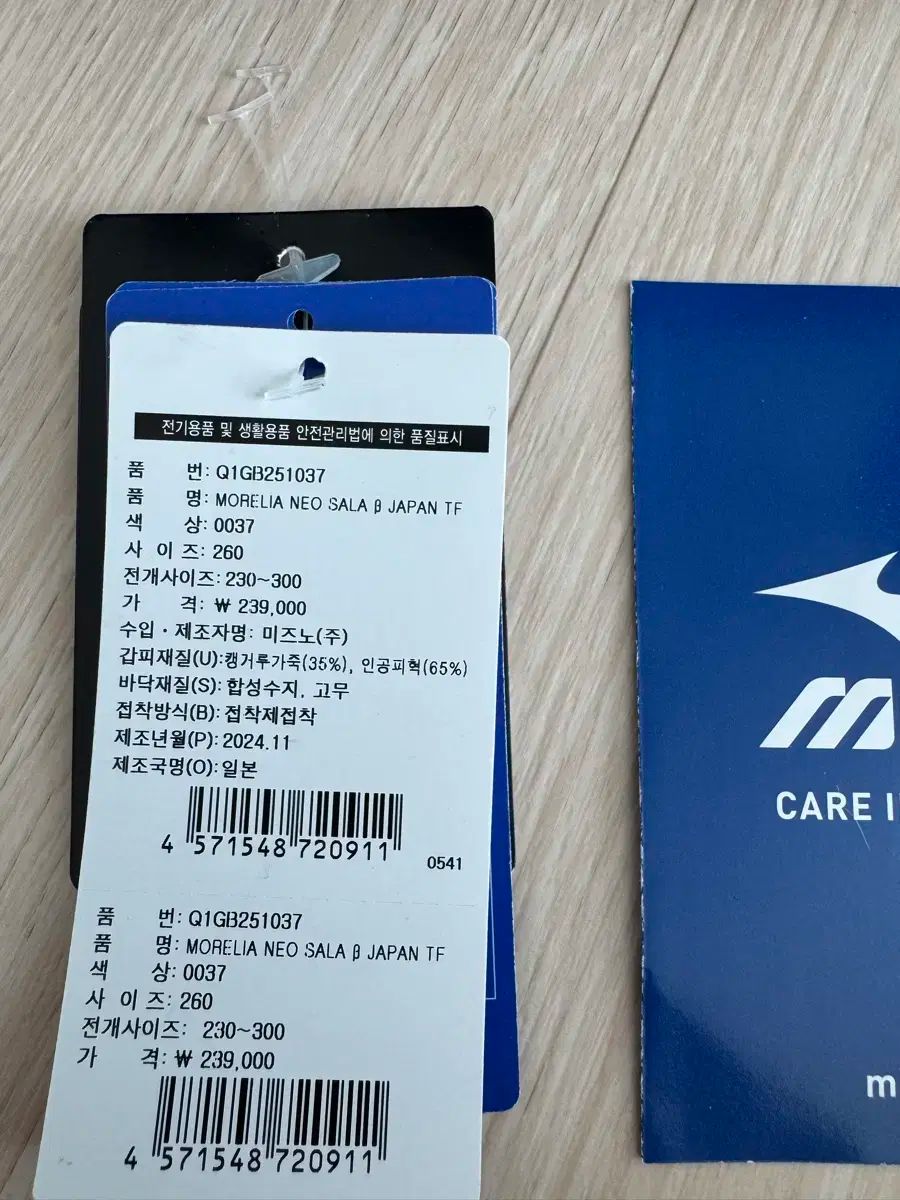 전기용품 및 생활용품 안전관리법에 의한 품질표시
품 번: Q1GB251037
품 명: MORELIA NEO SALA β JAPAN TF
색 상: 0037
사 이 즈: 260
전개사이즈: 230~300
가 격: ₩ 239,000
수입 · 제조자명: 미즈노(주)
갑피재질(U):캥거루가죽(35%), 인공피혁(65%)
바닥재질(S): 합성수지, 고무
접착방식(B): 접착제접착
제조년월(P): 2024.11
제조국명(O): 일본
4 571548 720911
0541
품 번: Q1GB251037
품 명: MORELIA NEO SALA β JAPAN TF
색 상: 0037
사 이 즈: 260
전개사이즈: 230~300
가 격: ₩ 239,000
4 571548 720911
CARE
m